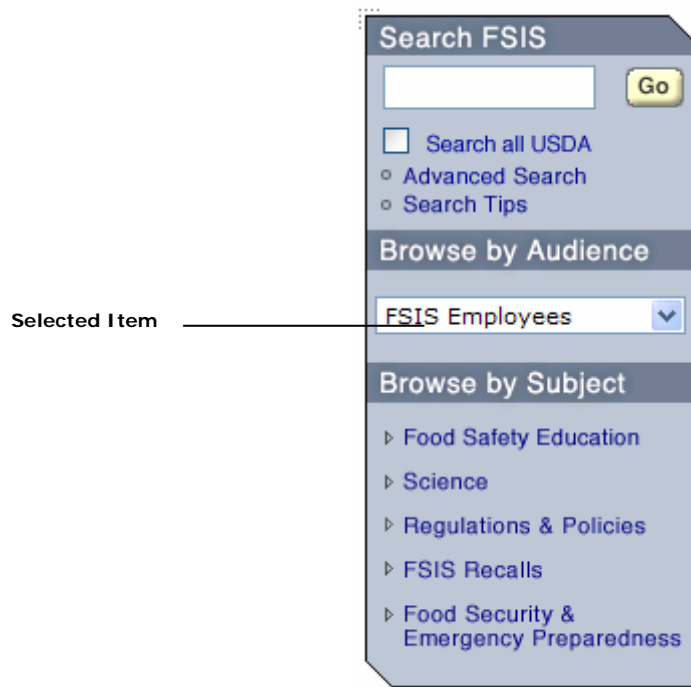 Search FSIS
Go
Search all USDA
Advanced Search
Search Tips
Browse by Audience
Selected Item
FSIS Employees
Browse by Subject
Food Safety Education
Science
Regulations & Policies
FSIS Recalls
Food Security &
Emergency Preparedness